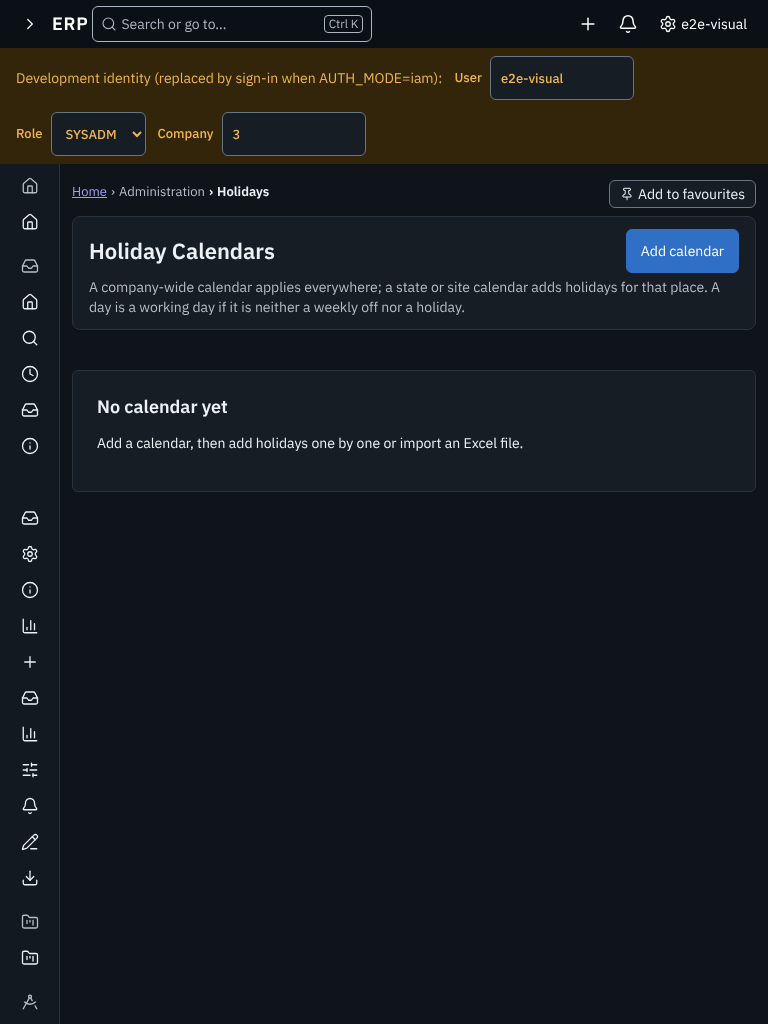 ERP
Search or go to...
Ctrl K
e2e-visual
Development identity (replaced by sign-in when AUTH_MODE=iam):
User
e2e-visual
Role
SYSADM
Company
3
Home › Administration › Holidays
Add to favourites
Holiday Calendars
Add calendar
A company-wide calendar applies everywhere; a state or site calendar adds holidays for that place. A
day is a working day if it is neither a weekly off nor a holiday.
No calendar yet
Add a calendar, then add holidays one by one or import an Excel file.